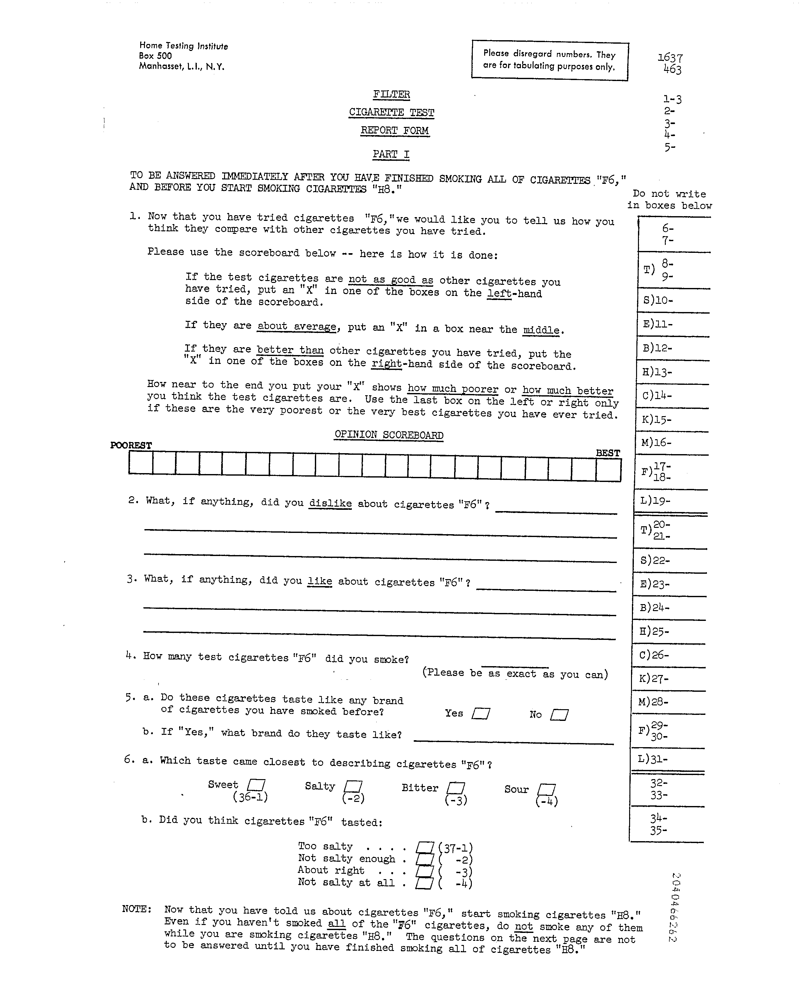 Home Testing Institute
Box 500
Manhasset, L.I., N.Y.
Please disregard numbers. They
are for tabulating purposes only.
1637
463
FILTER
CIGARETTE TEST
REPORT FORM
PART I
1-3
2-
3-
4-
5-
TO BE ANSWERED IMMEDIATELY AFTER YOU HAVE FINISHED SMOKING ALL OF CIGARETTES "F6,"
AND BEFORE YOU START SMOKING CIGARETTES "H8."
Do not write
in boxes below
1. Now that you have tried cigarettes "F6," we would like you to tell us how you
think they compare with other cigarettes you have tried.
Please use the scoreboard below -- here is how it is done:
If the test cigarettes are not as good as other cigarettes you
have tried, put an "X" in one of the boxes on the left-hand
side of the scoreboard.
If they are about average, put an "X" in a box near the middle.
If they are better than other cigarettes you have tried, put the
"X" in one of the boxes on the right-hand side of the scoreboard.
How near to the end you put your "X" shows how much poorer or how much better
you think the test cigarettes are. Use the last box on the left or right only
if these are the very poorest or the very best cigarettes you have ever tried.
OPINION SCOREBOARD
POOREST
BEST
2. What, if anything, did you dislike about cigarettes "F6"?
3. What, if anything, did you like about cigarettes "F6"?
4. How many test cigarettes "F6" did you smoke?
(Please be as exact as you can)
5. a. Do these cigarettes taste like any brand
of cigarettes you have smoked before? Yes No
b. If "Yes," what brand do they taste like?
6. a. Which taste came closest to describing cigarettes "F6"?
Sweet Salty Bitter Sour
(36-1) (-2) (-3) (-4)
b. Did you think cigarettes "F6" tasted:
Too salty . . . . (37-1)
Not salty enough . ( -2)
About right . . . ( -3)
Not salty at all . ( -4)
NOTE: Now that you have told us about cigarettes "F6," start smoking cigarettes "H8."
Even if you haven't smoked all of the "F6" cigarettes, do not smoke any of them
while you are smoking cigarettes "H8." The questions on the next page are not
to be answered until you have finished smoking all of cigarettes "H8."
6-
7-
T) 8-
9-
S)10-
E)11-
B)12-
H)13-
C)14-
K)15-
M)16-
F)17-
18-
L)19-
T)20-
21-
S)22-
E)23-
B)24-
H)25-
C)26-
K)27-
M)28-
F)29-
30-
L)31-
32-
33-
34-
35-
2040466262